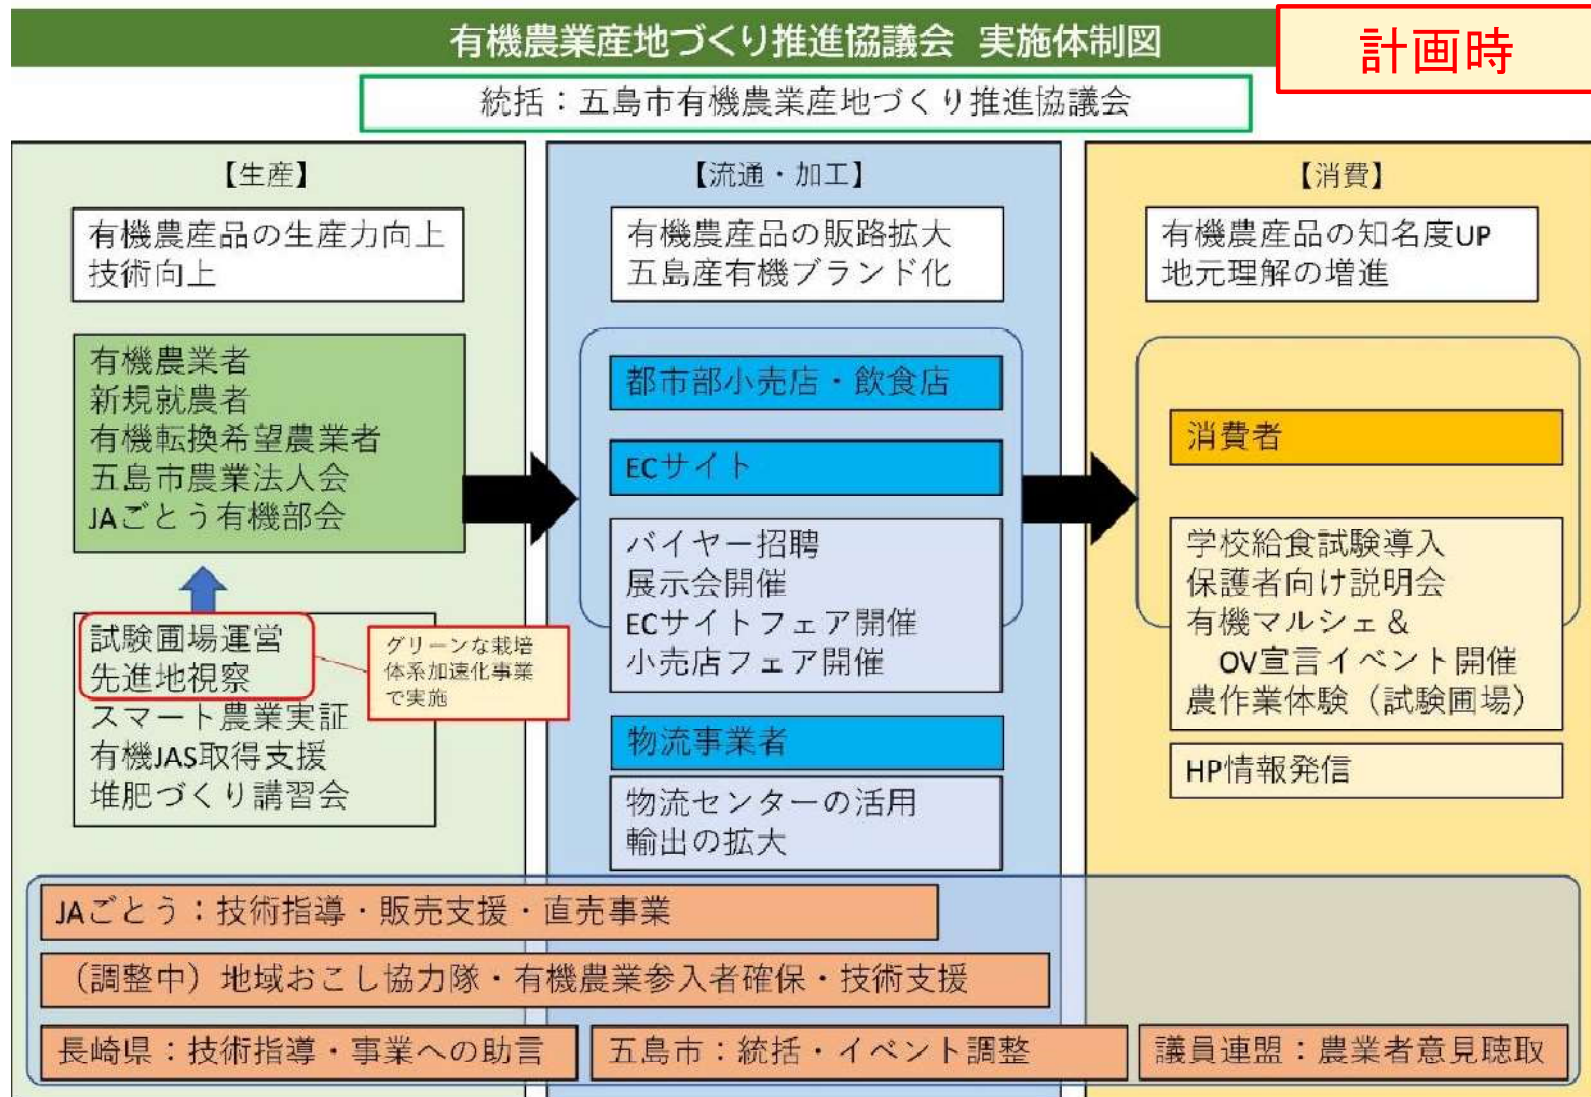 有機農業産地づくり推進協議会 実施体制図
計画時
統括：五島市有機農業産地づくり推進協議会
【生産】
有機農産品の生産力向上
技術向上
有機農業者
新規就農者
有機転換希望農業者
五島市農業法人会
JAごとう有機部会
試験圃場運営
先進地視察
スマート農業実証
有機JAS取得支援
堆肥づくり講習会
グリーンな栽培
体系加速化事業
で実施
【流通・加工】
有機農産品の販路拡大
五島産有機ブランド化
都市部小売店・飲食店
ECサイト
バイヤー招聘
展示会開催
ECサイトフェア開催
小売店フェア開催
物流事業者
物流センターの活用
輸出の拡大
【消費】
有機農産品の知名度UP
地元理解の増進
消費者
学校給食試験導入
保護者向け説明会
有機マルシェ＆
OV宣言イベント開催
農作業体験（試験圃場）
HP情報発信
JAごとう：技術指導・販売支援・直売事業
（調整中）地域おこし協力隊・有機農業参入者確保・技術支援
長崎県：技術指導・事業への助言
五島市：統括・イベント調整
議員連盟：農業者意見聴取